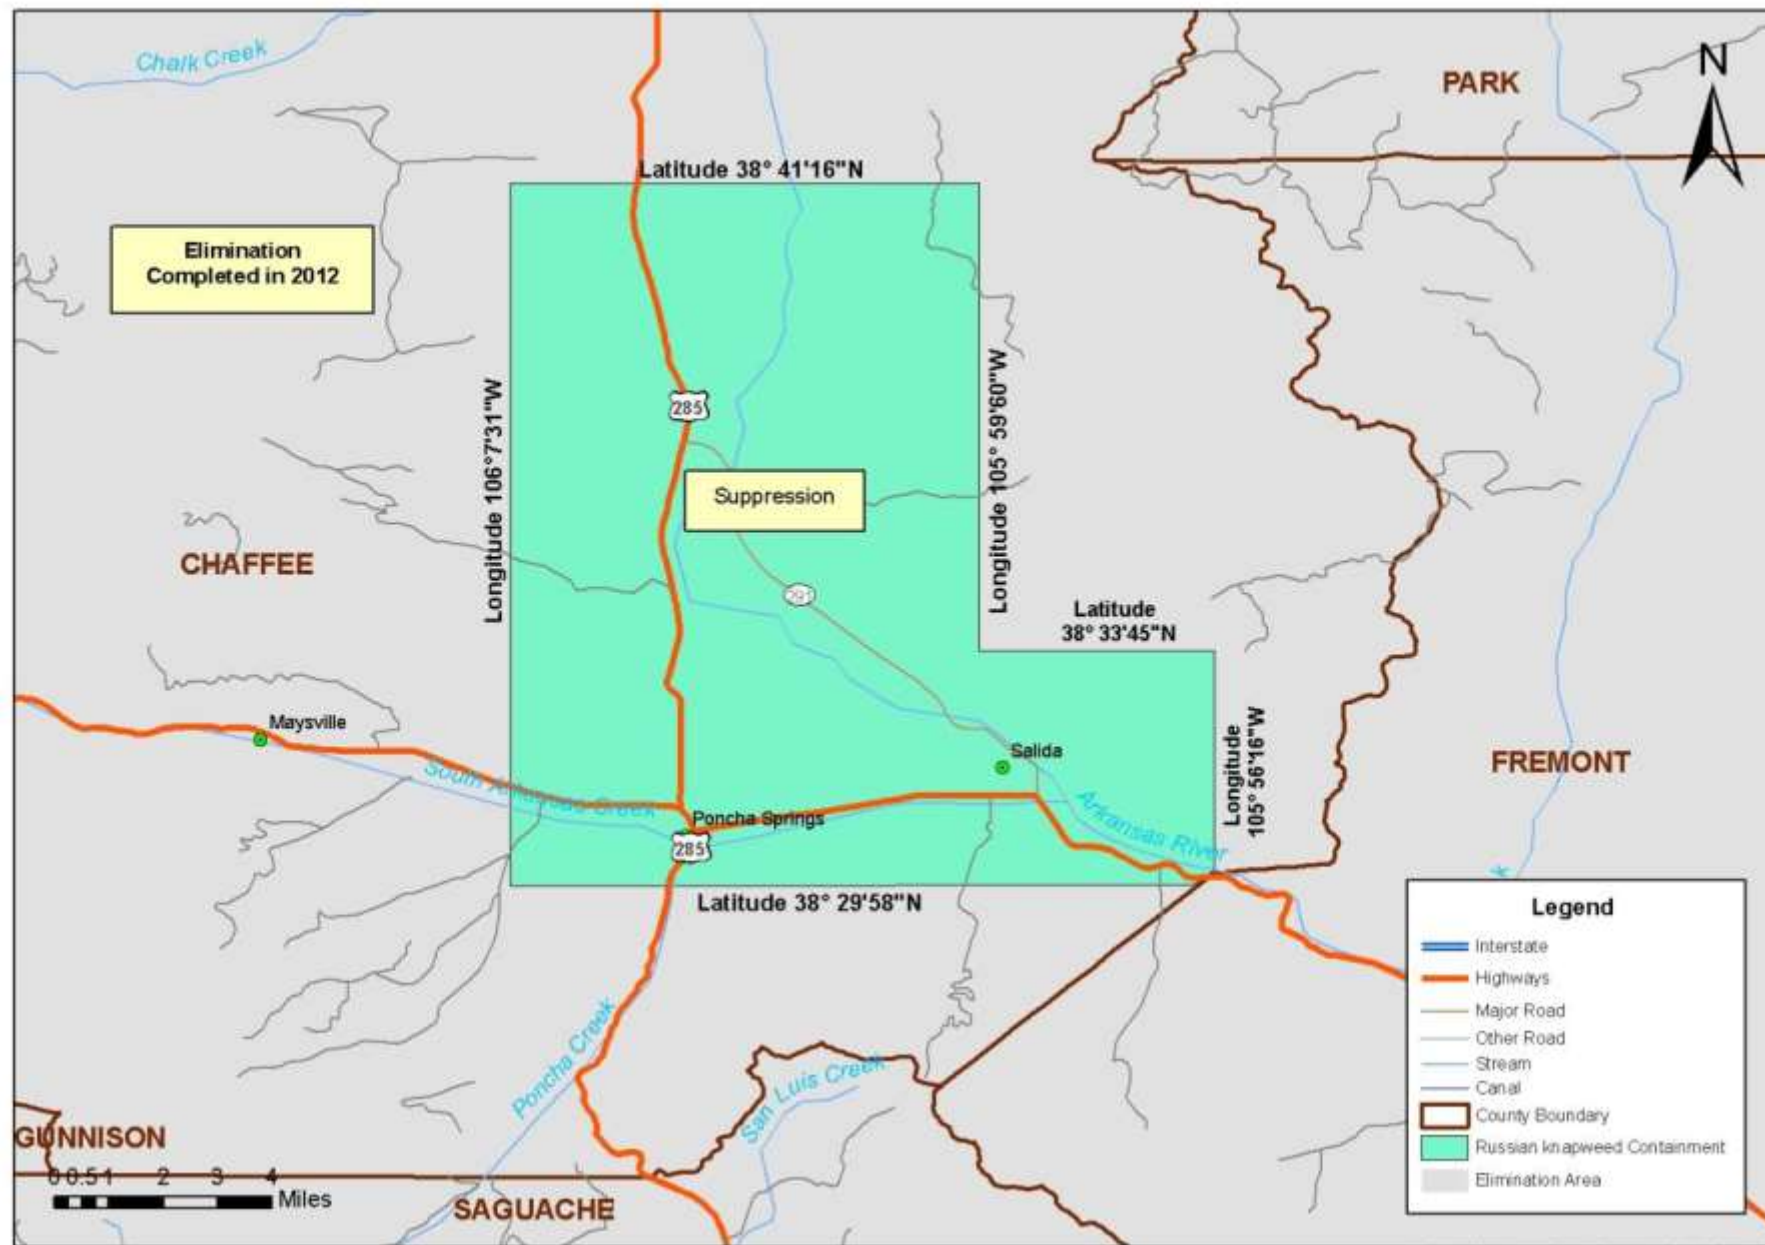 Chalk Creek
PARK
N
Latitude 38° 41'16"N
Elimination
Completed in 2012
Longitude 106°7'31"W
285
Longitude 105° 59'60"W
Suppression
CHAFFEE
291
Latitude
38° 33'45"N
Maysville
Salida
FREMONT
Longitude
105° 56'16"W
South Arkansas Creek
Poncha Springs
Arkansas River
285
Latitude 38° 29'58"N
Poncha Creek
San Luis Creek
GUNNISON
0 0.5 1 2 3 4
Miles
SAGUACHE
Legend
Interstate
Highways
Major Road
Other Road
Stream
Canal
County Boundary
Russian knapweed Containment
Elimination Area